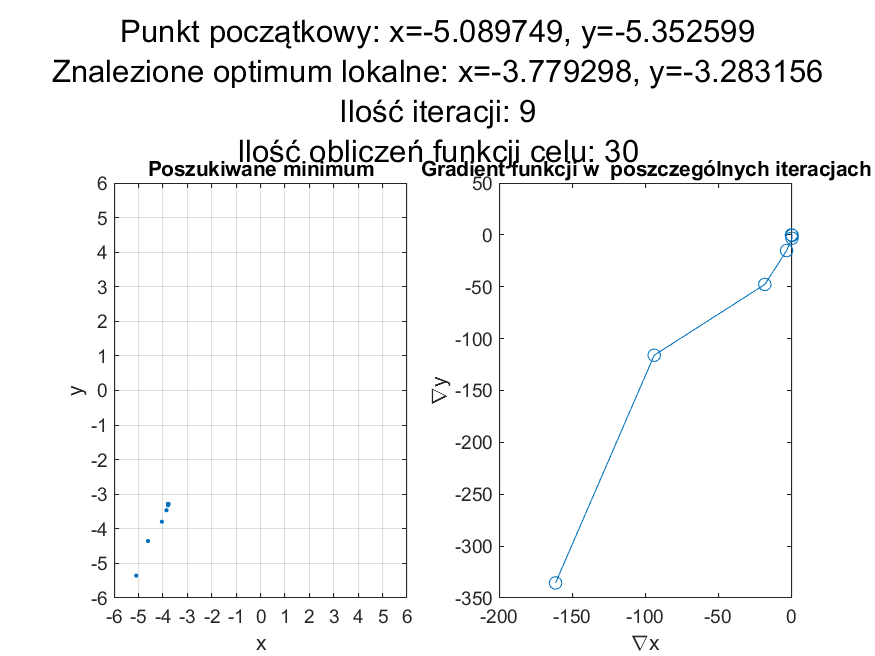 Punkt początkowy: x=-5.089749, y=-5.352599
Znalezione optimum lokalne: x=-3.779298, y=-3.283156
Ilość iteracji: 9
Ilość obliczeń funkcji celu: 30
Poszukiwane minimum
6
5
4
3
2
1
0
-1
-2
-3
-4
-5
-6
y
-6 -5 -4 -3 -2 -1 0 1 2 3 4 5 6
x
Gradient funkcji w  poszczególnych iteracjach
50
0
-50
-100
-150
-200
-250
-300
-350
∇y
-200 -150 -100 -50 0
∇x